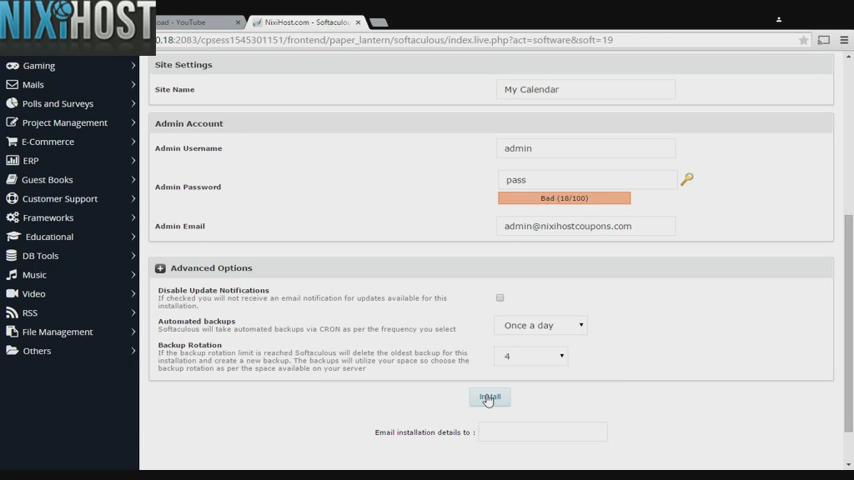 NIXIHOST
oad - YouTube
NixiHost.com - Softaculous
0.18:2083/cpsess1545301151/frontend/paper_lantern/softaculous/index.live.php?act=software&soft=19
Gaming
Mails
Polls and Surveys
Project Management
E-Commerce
ERP
Guest Books
Customer Support
Frameworks
Educational
DB Tools
Music
Video
RSS
File Management
Others
Site Settings
Site Name
My Calendar
Admin Account
Admin Username
admin
Admin Password
pass
Bad (18/100)
Admin Email
admin@nixihostcoupons.com
Advanced Options
Disable Update Notifications
If checked you will not receive an email notification for updates available for this
installation.
Automated backups
Softaculous will take automated backups via CRON as per the frequency you select
Once a day
Backup Rotation
If the backup rotation limit is reached Softaculous will delete the oldest backup for this
installation and create a new backup. The backups will utilize your space so choose the
backup rotation as per the space available on your server
4
Install
Email installation details to :